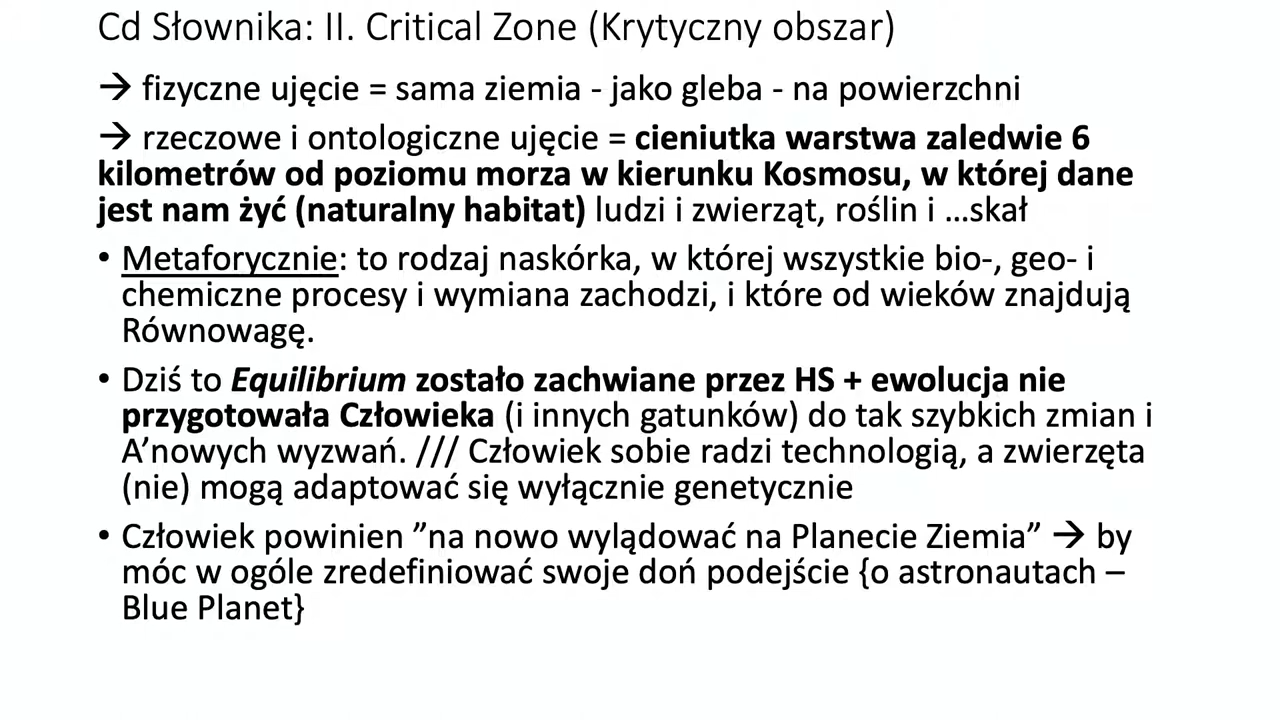 Cd Słownika: II. Critical Zone (Krytyczny obszar)
→ fizyczne ujęcie = sama ziemia - jako gleba - na powierzchni
→ rzeczowe i ontologiczne ujęcie = cieniutka warstwa zaledwie 6
kilometrów od poziomu morza w kierunku Kosmosu, w której dane
jest nam żyć (naturalny habitat) ludzi i zwierząt, roślin i …skał
• Metaforycznie: to rodzaj naskórka, w której wszystkie bio-, geo- i
chemiczne procesy i wymiana zachodzi, i które od wieków znajdują
Równowagę.
• Dziś to Equilibrium zostało zachwiane przez HS + ewolucja nie
przygotowała Człowieka (i innych gatunków) do tak szybkich zmian i
A’nowych wyzwań. /// Człowiek sobie radzi technologią, a zwierzęta
(nie) mogą adaptować się wyłącznie genetycznie
• Człowiek powinien ”na nowo wylądować na Planecie Ziemia” → by
móc w ogóle zredefiniować swoje doń podejście {o astronautach –
Blue Planet}